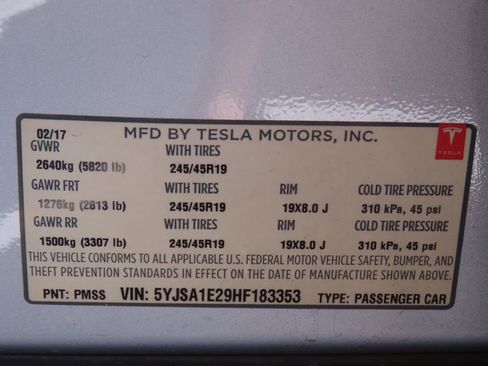 02/17 MFD BY TESLA MOTORS, INC.
GVWR WITH TIRES
2640kg (5820 lb) 245/45R19
TESLA
GAWR FRT WITH TIRES RIM COLD TIRE PRESSURE
1276kg (2813 lb) 245/45R19 19X8.0 J 310 kPa, 45 psi
GAWR RR WITH TIRES RIM COLD TIRE PRESSURE
1500kg (3307 lb) 245/45R19 19X8.0 J 310 kPa, 45 psi
THIS VEHICLE CONFORMS TO ALL APPLICABLE U.S. FEDERAL MOTOR VEHICLE SAFETY, BUMPER, AND
THEFT PREVENTION STANDARDS IN EFFECT ON THE DATE OF MANUFACTURE SHOWN ABOVE.
PNT: PMSS VIN: 5YJSA1E29HF183353 TYPE: PASSENGER CAR